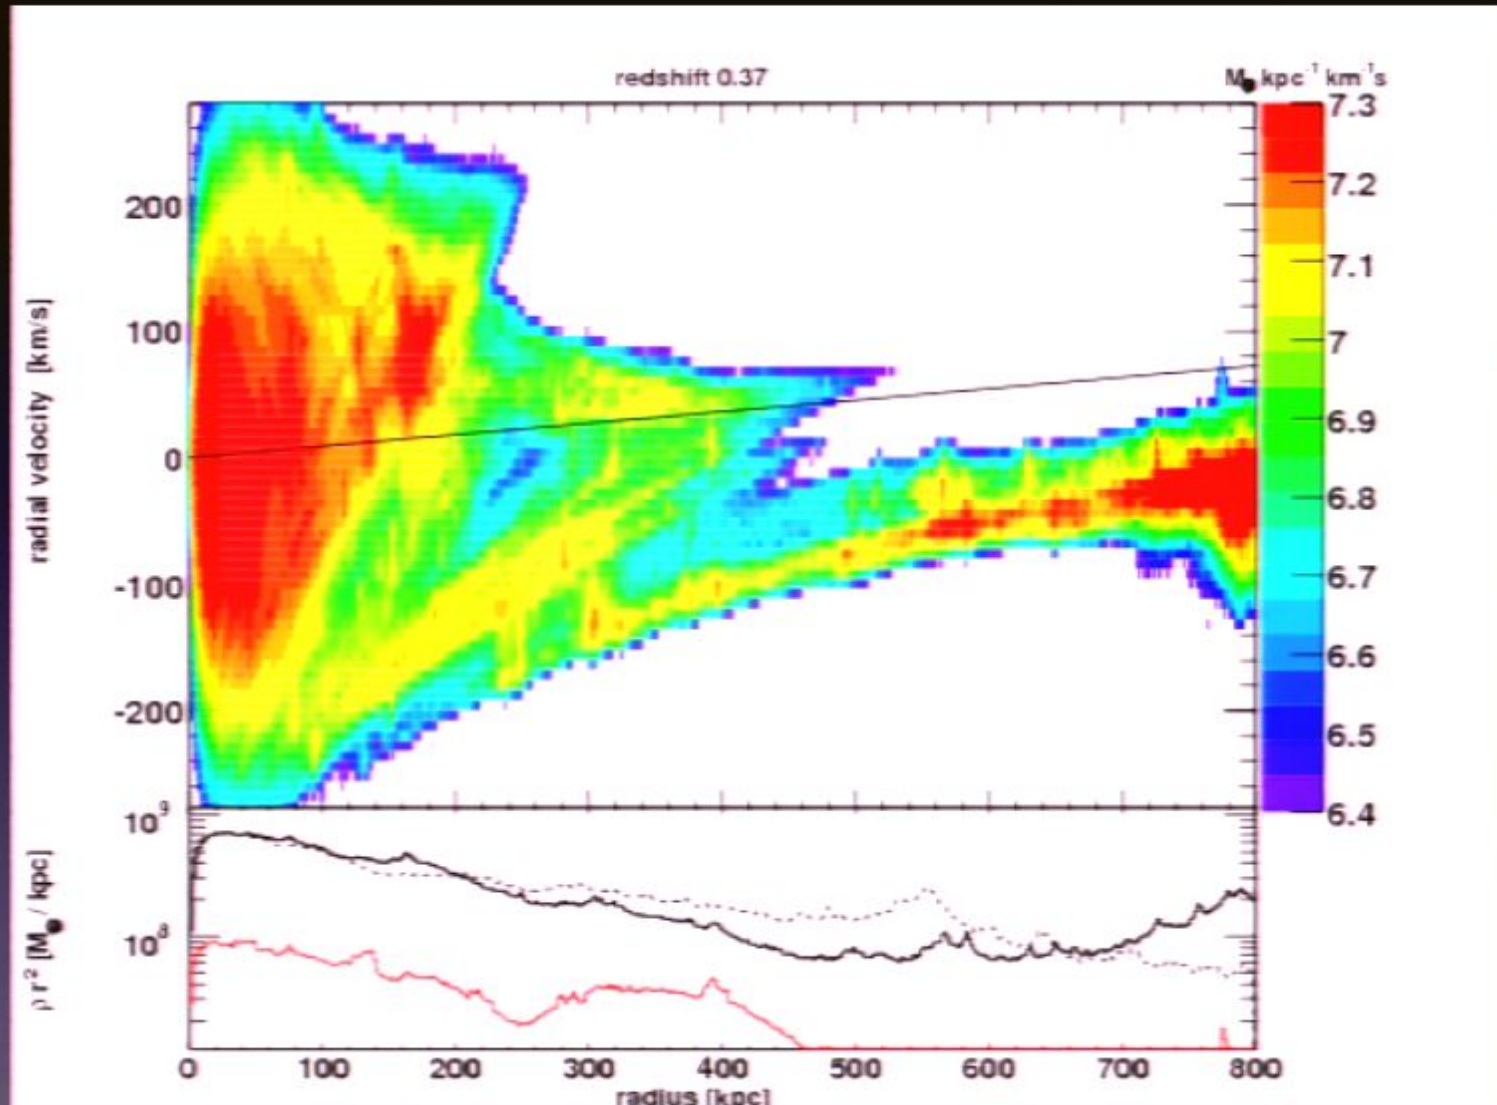 redshift 0.37
M● kpc⁻¹ km⁻¹s
7.3
7.2
7.1
7
6.9
6.8
6.7
6.6
6.5
6.4
radial velocity [km/s]
200
100
0
-100
-200
ρ r² [M● / kpc]
10⁹
10⁸
0 100 200 300 400 500 600 700 800
radius [kpc]